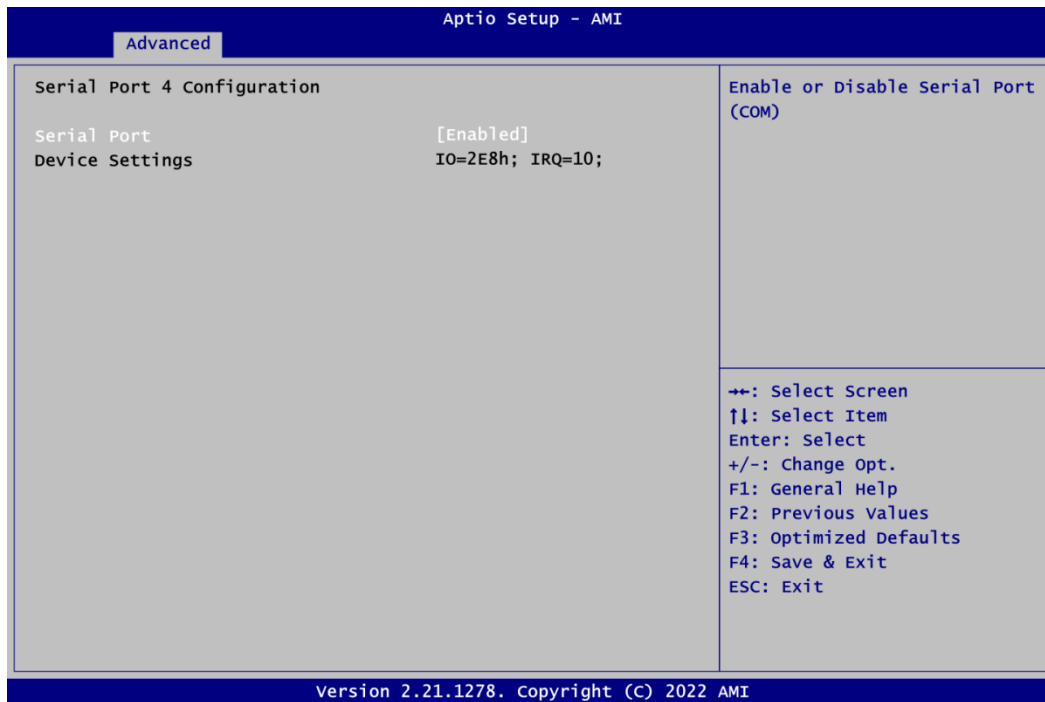 Aptio Setup - AMI
Advanced
Serial Port 4 Configuration
Serial Port [Enabled]
Device Settings IO=2E8h; IRQ=10;
Enable or Disable Serial Port
(COM)
→←: Select Screen
↑↓: Select Item
Enter: Select
+/-: Change Opt.
F1: General Help
F2: Previous Values
F3: Optimized Defaults
F4: Save & Exit
ESC: Exit
Version 2.21.1278. Copyright (C) 2022 AMI